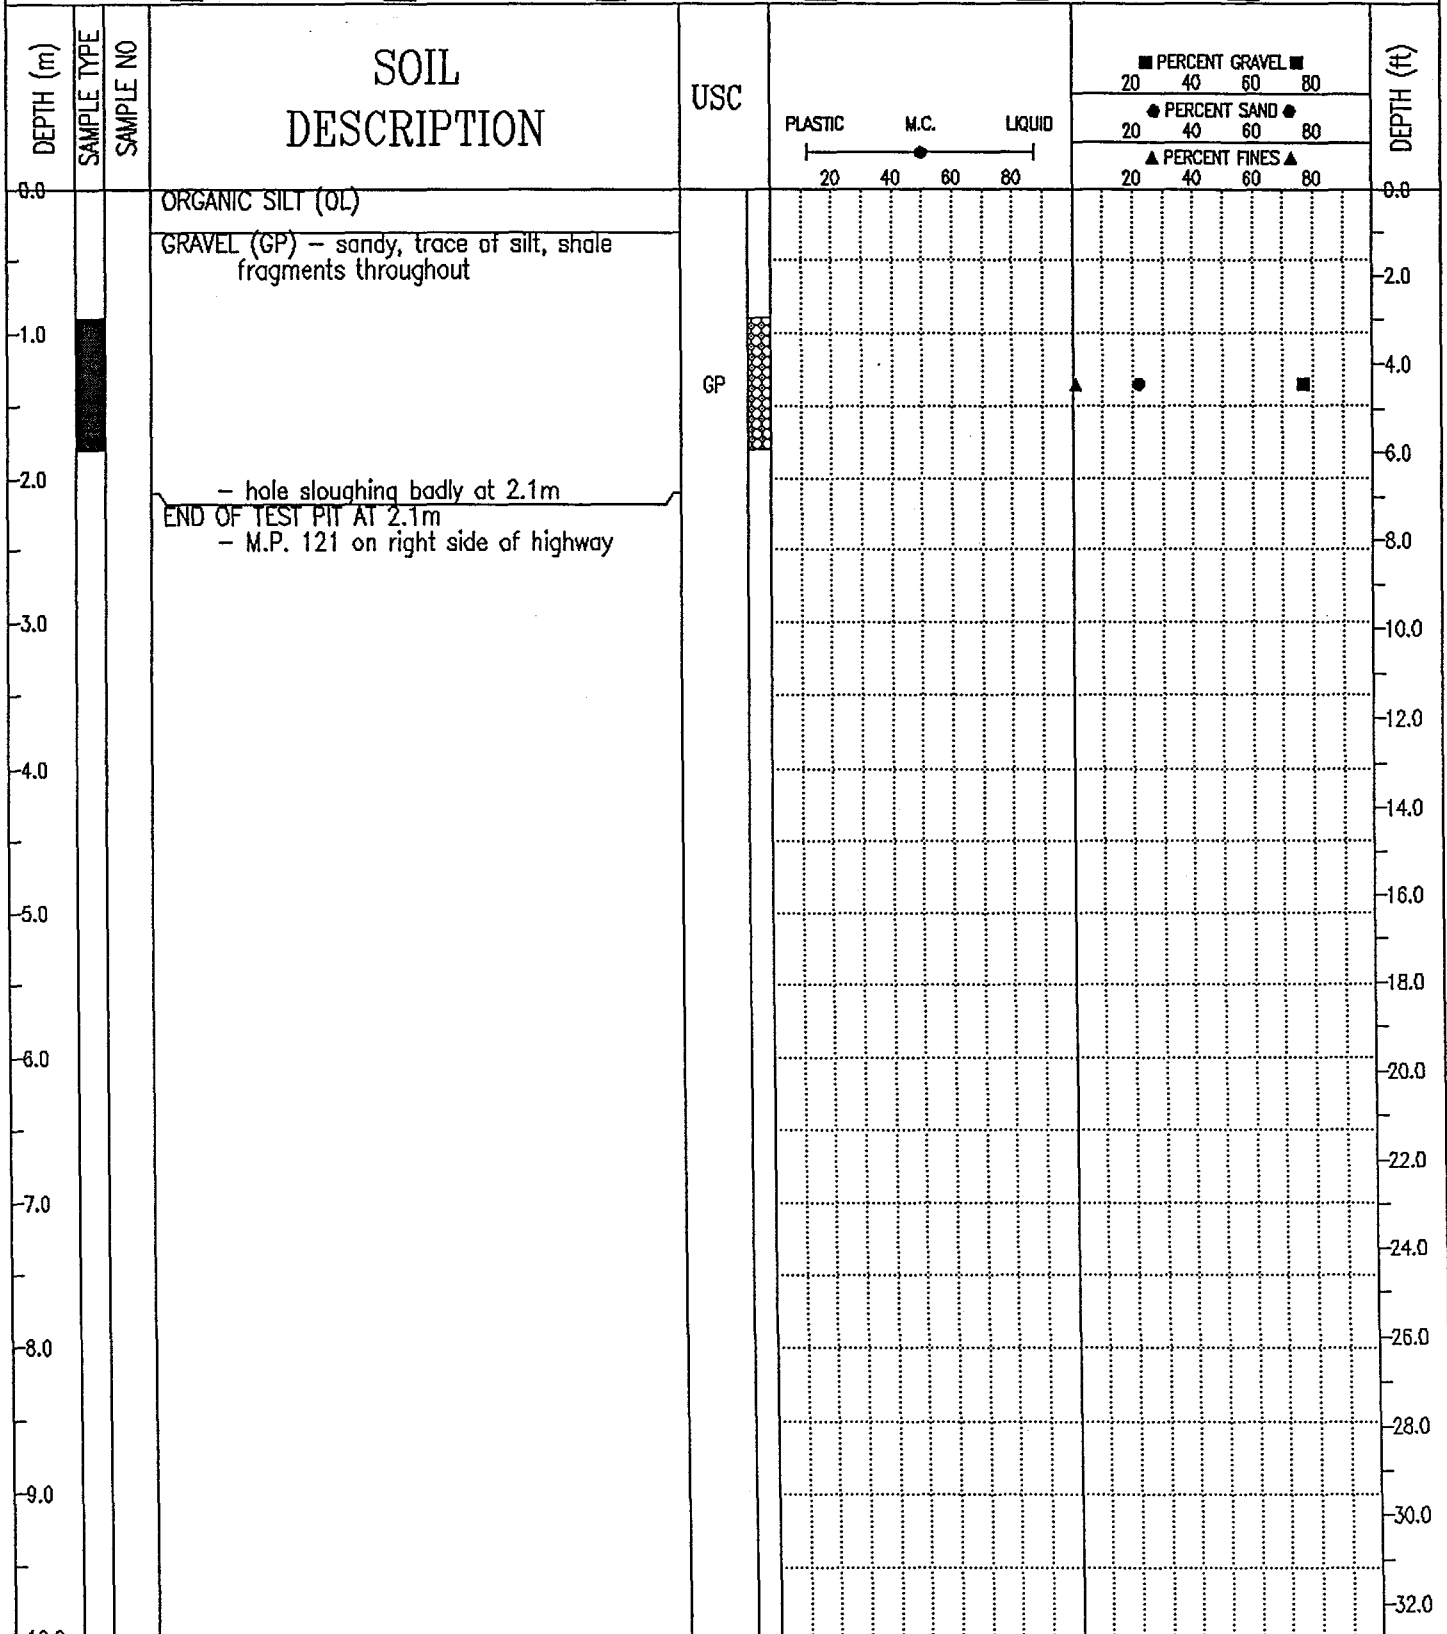 DEPTH (m)
SAMPLE TYPE
SAMPLE NO
SOIL
DESCRIPTION
USC
PLASTIC M.C. LIQUID
20 40 60 80
■ PERCENT GRAVEL ■
20 40 60 80
● PERCENT SAND ●
20 40 60 80
▲ PERCENT FINES ▲
20 40 60 80
DEPTH (ft)
0.0
ORGANIC SILT (OL)
GRAVEL (GP) – sandy, trace of silt, shale
fragments throughout
GP
– hole sloughing badly at 2.1m
END OF TEST PIT AT 2.1m
– M.P. 121 on right side of highway
1.0
2.0
3.0
4.0
5.0
6.0
7.0
8.0
9.0
0.0
2.0
4.0
6.0
8.0
10.0
12.0
14.0
16.0
18.0
20.0
22.0
24.0
26.0
28.0
30.0
32.0